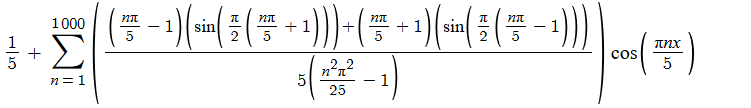 1/5 + ∑_{n=1}^{1000} ( ( (nπ/5 − 1)(sin(π/2 (nπ/5 + 1))) + (nπ/5 + 1)(sin(π/2 (nπ/5 − 1))) ) / ( 5(n²π²/25 − 1) ) ) cos(πnx/5)